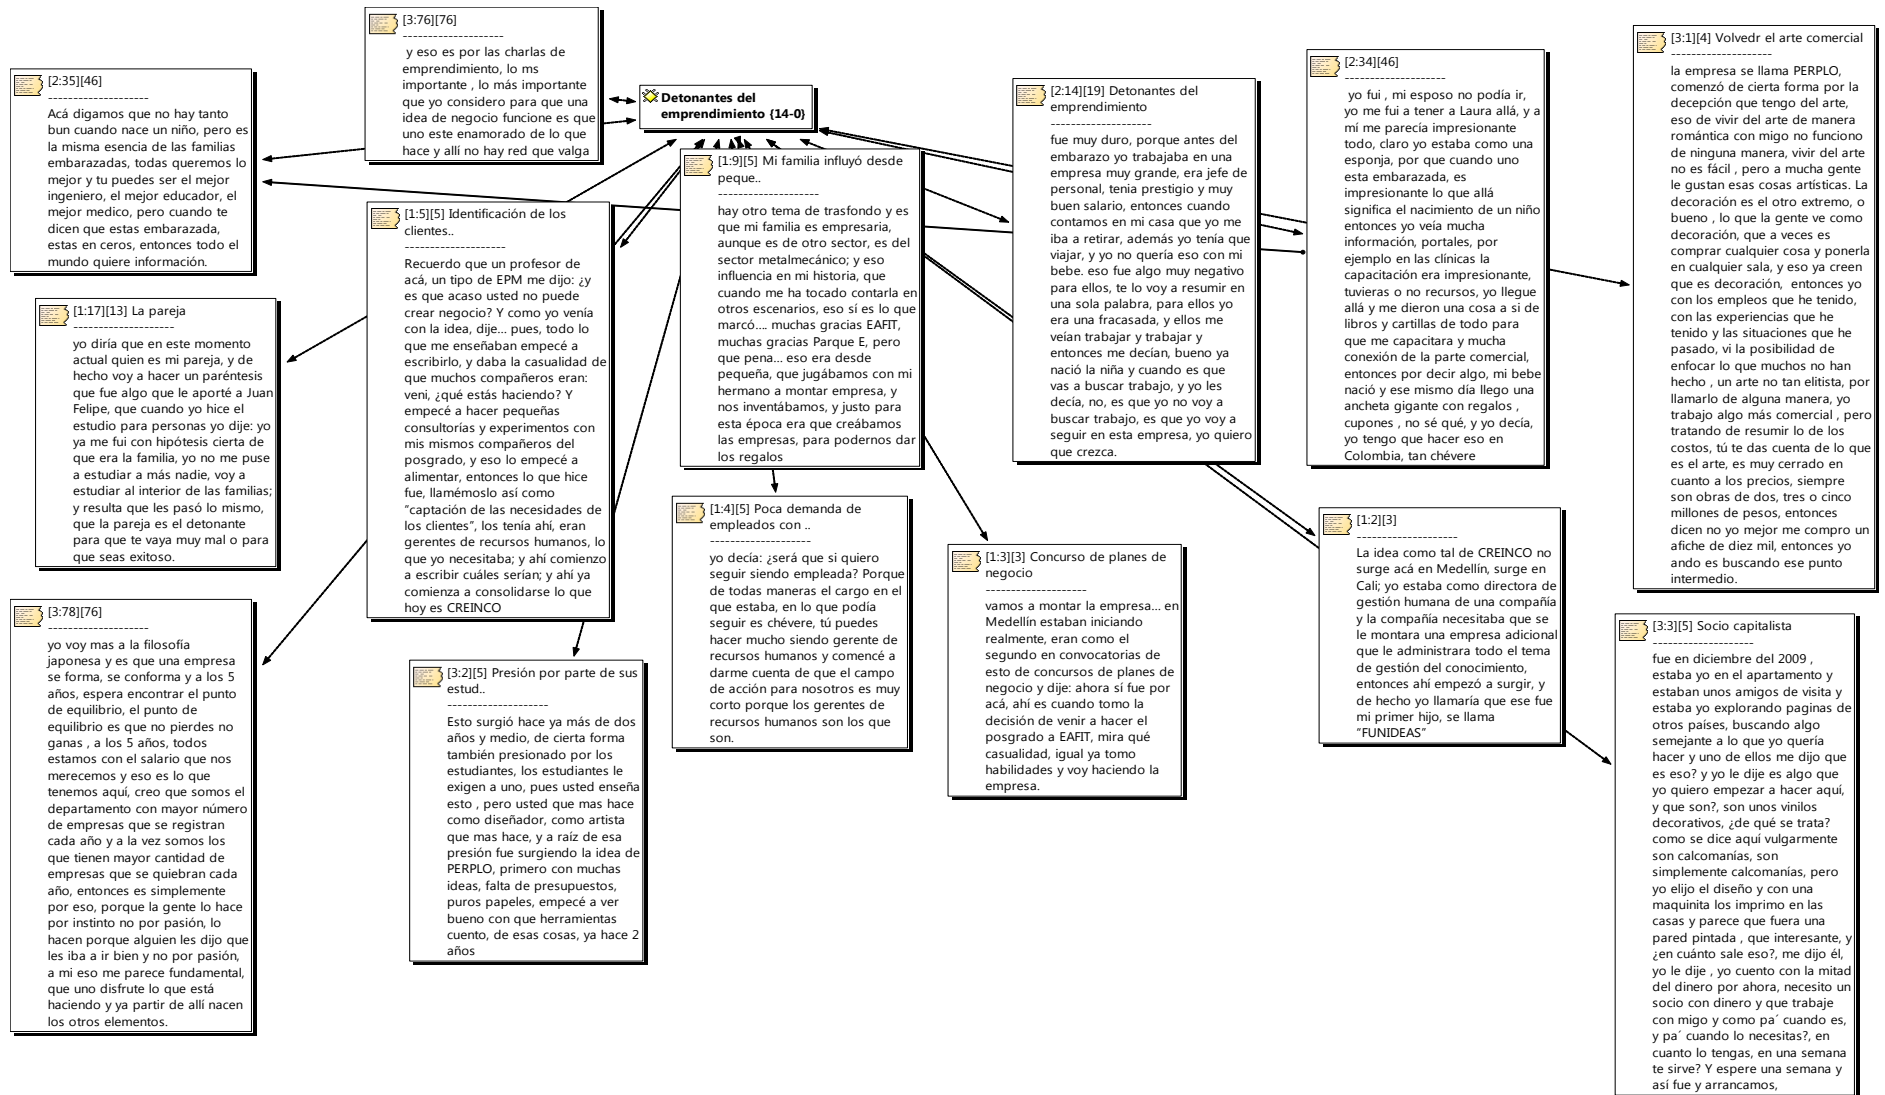 [3:76][76]
--------------------
y eso es por las charlas de
emprendimiento, lo ms
importante , lo más importante
que yo considero para que una
idea de negocio funcione es que
uno este enamorado de lo que
hace y allí no hay red que valga
Detonantes del
emprendimiento {14-0}
[2:35][46]
--------------------
Acá digamos que no hay tanto
bun cuando nace un niño, pero es
la misma esencia de las familias
embarazadas, todas queremos lo
mejor y tu puedes ser el mejor
ingeniero, el mejor educador, el
mejor medico, pero cuando te
dicen que estas embarazada,
estas en ceros, entonces todo el
mundo quiere información.
[1:17][13] La pareja
--------------------
yo diría que en este momento
actual quien es mi pareja, y de
hecho voy a hacer un paréntesis
que fue algo que le aporté a Juan
Felipe, que cuando yo hice el
estudio para personas yo dije: yo
ya me fui con hipótesis cierta de
que era la familia, yo no me puse
a estudiar a más nadie, voy a
estudiar al interior de las familias;
y resulta que les pasó lo mismo,
que la pareja es el detonante
para que te vaya muy mal o para
que seas exitoso.
[3:78][76]
--------------------
yo voy mas a la filosofía
japonesa y es que una empresa
se forma, se conforma y a los 5
años, espera encontrar el punto
de equilibrio, el punto de
equilibrio es que no pierdes no
ganas , a los 5 años, todos
estamos con el salario que nos
merecemos y eso es lo que
tenemos aquí, creo que somos el
departamento con mayor número
de empresas que se registran
cada año y a la vez somos los
que tienen mayor cantidad de
empresas que se quiebran cada
año, entonces es simplemente
por eso, porque la gente lo hace
por instinto no por pasión, lo
hacen porque alguien les dijo que
les iba a ir bien y no por pasión,
a mi eso me parece fundamental,
que uno disfrute lo que está
haciendo y ya partir de allí nacen
los otros elementos.
[1:5][5] Identificación de los
clientes..
--------------------
Recuerdo que un profesor de
acá, un tipo de EPM me dijo: ¿y
es que acaso usted no puede
crear negocio? Y como yo venía
con la idea, dije... pues, todo lo
que me enseñaban empecé a
escribirlo, y daba la casualidad de
que muchos compañeros eran:
veni, ¿qué estás haciendo? Y
empecé a hacer pequeñas
consultorías y experimentos con
mis mismos compañeros del
posgrado, y eso lo empecé a
alimentar, entonces lo que hice
fue, llamémoslo así como
"captación de las necesidades de
los clientes", los tenía ahí, eran
gerentes de recursos humanos, lo
que yo necesitaba; y ahí comienzo
a escribir cuáles serían; y ahí ya
comienza a consolidarse lo que
hoy es CREINCO
[3:2][5] Presión por parte de sus
estud..
--------------------
Esto surgió hace ya más de dos
años y medio, de cierta forma
también presionado por los
estudiantes, los estudiantes le
exigen a uno, pues usted enseña
esto , pero usted que mas hace
como diseñador, como artista
que mas hace, y a raíz de esa
presión fue surgiendo la idea de
PERPLO, primero con muchas
ideas, falta de presupuestos,
puros papeles, empecé a ver
bueno con que herramientas
cuento, de esas cosas, ya hace 2
años
[1:9][5] Mi familia influyó desde
peque..
--------------------
hay otro tema de trasfondo y es
que mi familia es empresaria,
aunque es de otro sector, es del
sector metalmecánico; y eso
influencia en mi historia, que
cuando me ha tocado contarla en
otros escenarios, eso sí es lo que
marcó.... muchas gracias EAFIT,
muchas gracias Parque E, pero
que pena... eso era desde
pequeña, que jugábamos con mi
hermano a montar empresa, y
nos inventábamos, y justo para
esta época era que creábamos
las empresas, para podernos dar
los regalos
[1:4][5] Poca demanda de
empleados con ..
--------------------
yo decía: ¿será que si quiero
seguir siendo empleada? Porque
de todas maneras el cargo en el
que estaba, en lo que podía
seguir es chévere, tú puedes
hacer mucho siendo gerente de
recursos humanos y comencé a
darme cuenta de que el campo
de acción para nosotros es muy
corto porque los gerentes de
recursos humanos son los que
son.
[1:3][3] Concurso de planes de
negocio
--------------------
vamos a montar la empresa... en
Medellín estaban iniciando
realmente, eran como el
segundo en convocatorias de
esto de concursos de planes de
negocio y dije: ahora sí fue por
acá, ahí es cuando tomo la
decisión de venir a hacer el
posgrado a EAFIT, mira qué
casualidad, igual ya tomo
habilidades y voy haciendo la
empresa.
[2:14][19] Detonantes del
emprendimiento
--------------------
fue muy duro, porque antes del
embarazo yo trabajaba en una
empresa muy grande, era jefe de
personal, tenia prestigio y muy
buen salario, entonces cuando
contamos en mi casa que yo me
iba a retirar, además yo tenía que
viajar, y yo no quería eso con mi
bebe. eso fue algo muy negativo
para ellos, te lo voy a resumir en
una sola palabra, para ellos yo
era una fracasada, y ellos me
veían trabajar y trabajar y
entonces me decían, bueno ya
nació la niña y cuando es que
vas a buscar trabajo, y yo les
decía, no, es que yo no voy a
buscar trabajo, es que yo voy a
seguir en esta empresa, yo quiero
que crezca.
[2:34][46]
--------------------
yo fui , mi esposo no podía ir,
yo me fui a tener a Laura allá, y a
mí me parecía impresionante
todo, claro yo estaba como una
esponja, por que cuando uno
esta embarazada, es
impresionante lo que allá
significa el nacimiento de un niño
entonces yo veía mucha
información, portales, por
ejemplo en las clínicas la
capacitación era impresionante,
tuvieras o no recursos, yo llegue
allá y me dieron una cosa a si de
libros y cartillas de todo para
que me capacitara y mucha
conexión de la parte comercial,
entonces por decir algo, mi bebe
nació y ese mismo día llego una
ancheta gigante con regalos ,
cupones , no sé qué, y yo decía,
yo tengo que hacer eso en
Colombia, tan chévere
[1:2][3]
--------------------
La idea como tal de CREINCO no
surge acá en Medellín, surge en
Cali; yo estaba como directora de
gestión humana de una compañía
y la compañía necesitaba que se
le montara una empresa adicional
que le administrara todo el tema
de gestión del conocimiento,
entonces ahí empezó a surgir, y
de hecho yo llamaría que ese fue
mi primer hijo, se llama
"FUNIDEAS"
[3:1][4] Volvedr el arte comercial
--------------------
la empresa se llama PERPLO,
comenzó de cierta forma por la
decepción que tengo del arte,
eso de vivir del arte de manera
romántica con migo no funciono
de ninguna manera, vivir del arte
no es fácil , pero a mucha gente
le gustan esas cosas artísticas. La
decoración es el otro extremo, o
bueno , lo que la gente ve como
decoración, que a veces es
comprar cualquier cosa y ponerla
en cualquier sala, y eso ya creen
que es decoración,  entonces yo
con los empleos que he tenido,
con las experiencias que he
tenido y las situaciones que he
pasado, vi la posibilidad de
enfocar lo que muchos no han
hecho , un arte no tan elitista, por
llamarlo de alguna manera, yo
trabajo algo más comercial , pero
tratando de resumir lo de los
costos, tú te das cuenta de lo que
es el arte, es muy cerrado en
cuanto a los precios, siempre
son obras de dos, tres o cinco
millones de pesos, entonces
dicen no yo mejor me compro un
afiche de diez mil, entonces yo
ando es buscando ese punto
intermedio.
[3:3][5] Socio capitalista
--------------------
fue en diciembre del 2009 ,
estaba yo en el apartamento y
estaban unos amigos de visita y
estaba yo explorando paginas de
otros países, buscando algo
semejante a lo que yo quería
hacer y uno de ellos me dijo que
es eso? y yo le dije es algo que
yo quiero empezar a hacer aquí,
y que son?, son unos vinilos
decorativos, ¿de qué se trata?
como se dice aquí vulgarmente
son calcomanías, son
simplemente calcomanías, pero
yo elijo el diseño y con una
maquinita los imprimo en las
casas y parece que fuera una
pared pintada , que interesante, y
¿en cuánto sale eso?, me dijo él,
yo le dije , yo cuento con la mitad
del dinero por ahora, necesito un
socio con dinero y que trabaje
con migo y como pa´ cuando es,
y pa´ cuando lo necesitas?, en
cuanto lo tengas, en una semana
te sirve? Y espere una semana y
así fue y arrancamos,